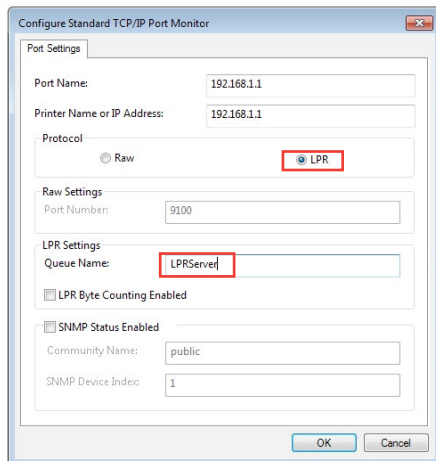 Configure Standard TCP/IP Port Monitor
Port Settings
Port Name: 192.168.1.1
Printer Name or IP Address: 192.168.1.1
Protocol
Raw LPR
Raw Settings
Port Number: 9100
LPR Settings
Queue Name: LPRServer
LPR Byte Counting Enabled
SNMP Status Enabled
Community Name: public
SNMP Device Index: 1
OK Cancel